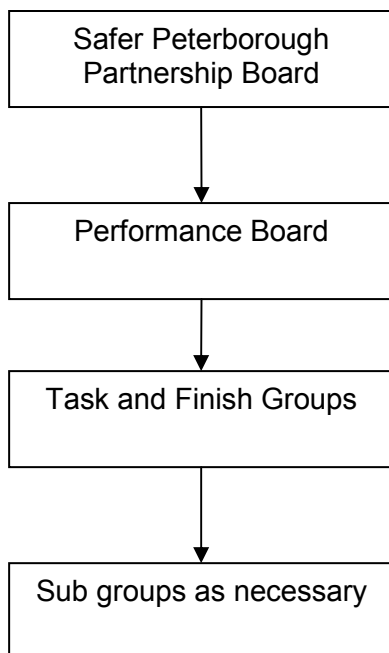 Safer Peterborough
Partnership Board
Performance Board
Task and Finish Groups
Sub groups as necessary